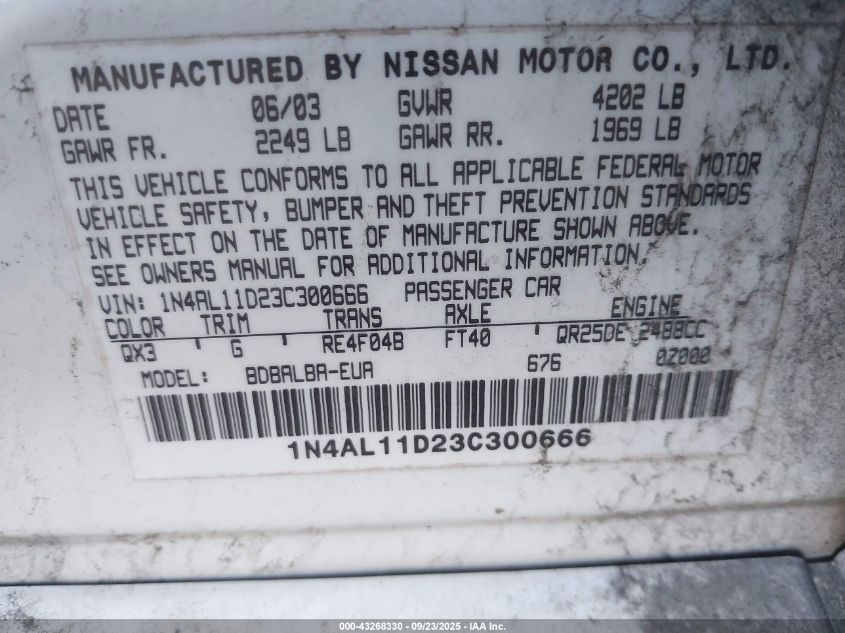 MANUFACTURED BY NISSAN MOTOR CO., LTD.
DATE 06/03 GVWR 4202 LB
GAWR FR. 2249 LB GAWR RR. 1969 LB
THIS VEHICLE CONFORMS TO ALL APPLICABLE FEDERAL MOTOR
VEHICLE SAFETY, BUMPER AND THEFT PREVENTION STANDARDS
IN EFFECT ON THE DATE OF MANUFACTURE SHOWN ABOVE.
SEE OWNERS MANUAL FOR ADDITIONAL INFORMATION.
VIN: 1N4AL11D23C300666 PASSENGER CAR
COLOR TRIM TRANS AXLE ENGINE
QX3 ' G ' RE4F04B FT40 ' QR25DE 2488CC
MODEL: BDBALBA-EUA 676 0Z000
1N4AL11D23C300666
000-43268330 - 09/23/2025 - IAA Inc.